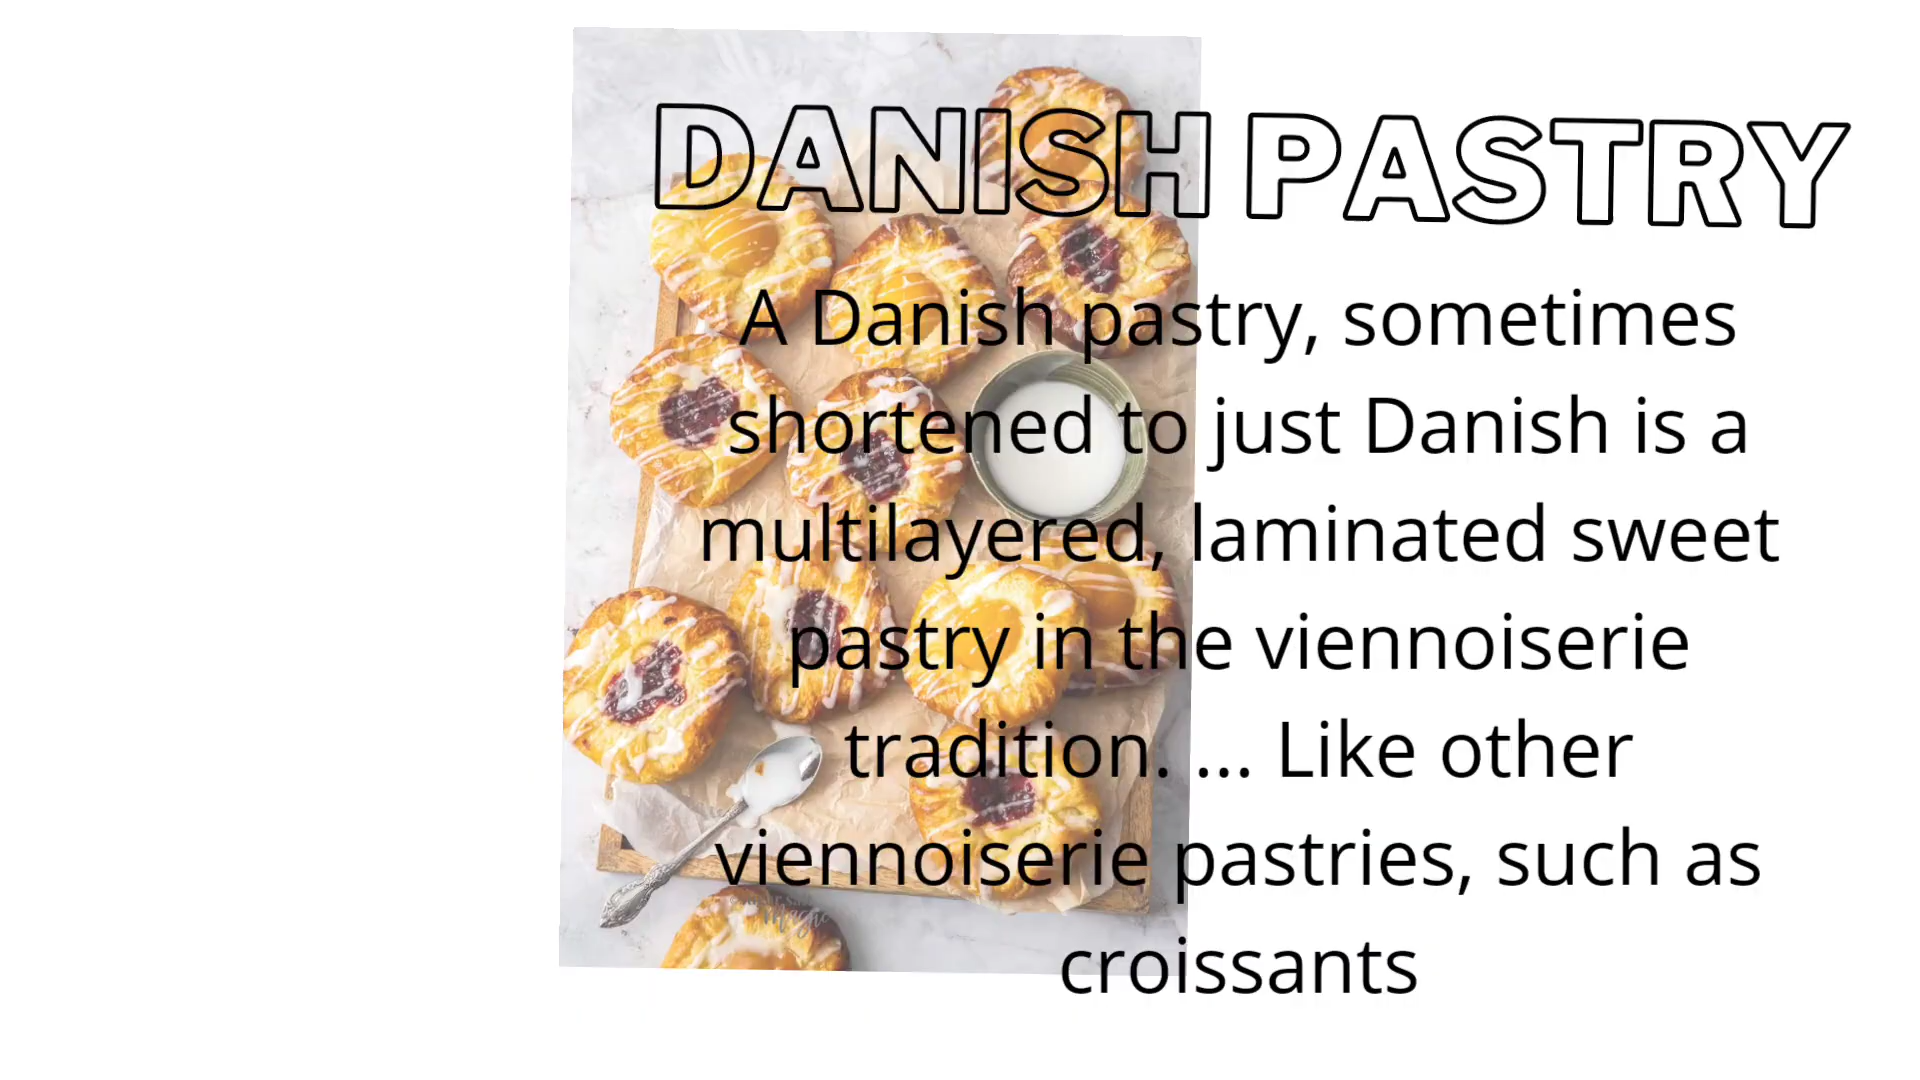 DANISH PASTRY
A Danish pastry, sometimes
shortened to just Danish is a
multilayered, laminated sweet
pastry in the viennoiserie
tradition. ... Like other
viennoiserie pastries, such as
croissants